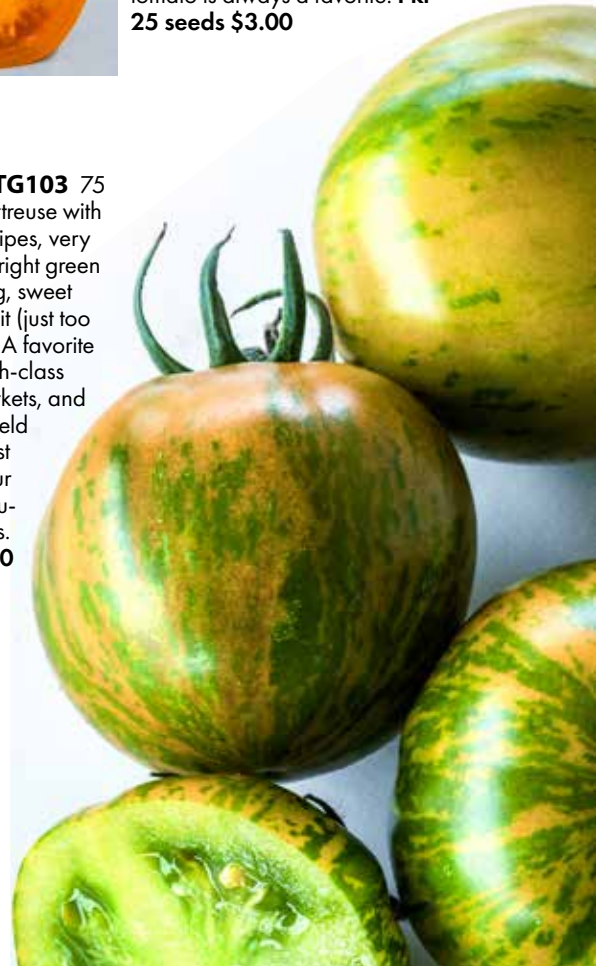 tomato is always a favorite. Pkt
25 seeds $3.00
TG103 75
treuse with
ipes, very
right green
g, sweet
it (just too
A favorite
h-class
kets, and
eld
st
ur
u-
s.
0